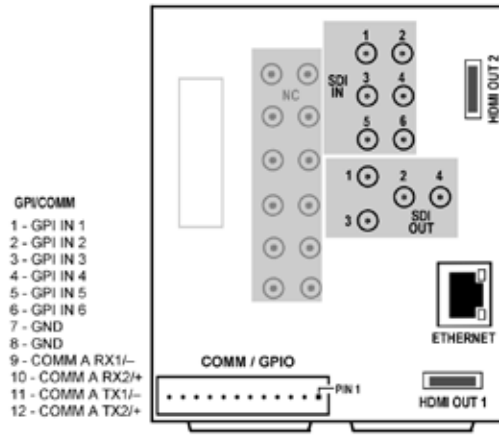 1 2
SDI IN
3 4
5 6
NC
HDMI OUT 2
1 2 4
3 SDI OUT
GPI/COMM
1 - GPI IN 1
2 - GPI IN 2
3 - GPI IN 3
4 - GPI IN 4
5 - GPI IN 5
6 - GPI IN 6
7 - GND
8 - GND
9 - COMM A RX1/–
10 - COMM A RX2/+
11 - COMM A TX1/–
12 - COMM A TX2/+
ETHERNET
COMM / GPIO
PIN 1
HDMI OUT 1